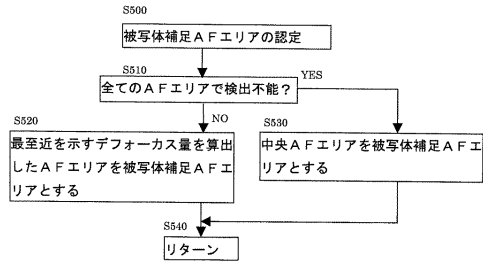 S500
被写体補足AFエリアの認定
S510
全てのAFエリアで検出不能?
YES
NO
S520
最至近を示すデフォーカス量を算出
したAFエリアを被写体補足AFエ
リアとする
S530
中央AFエリアを被写体補足AFエ
リアとする
S540
リターン